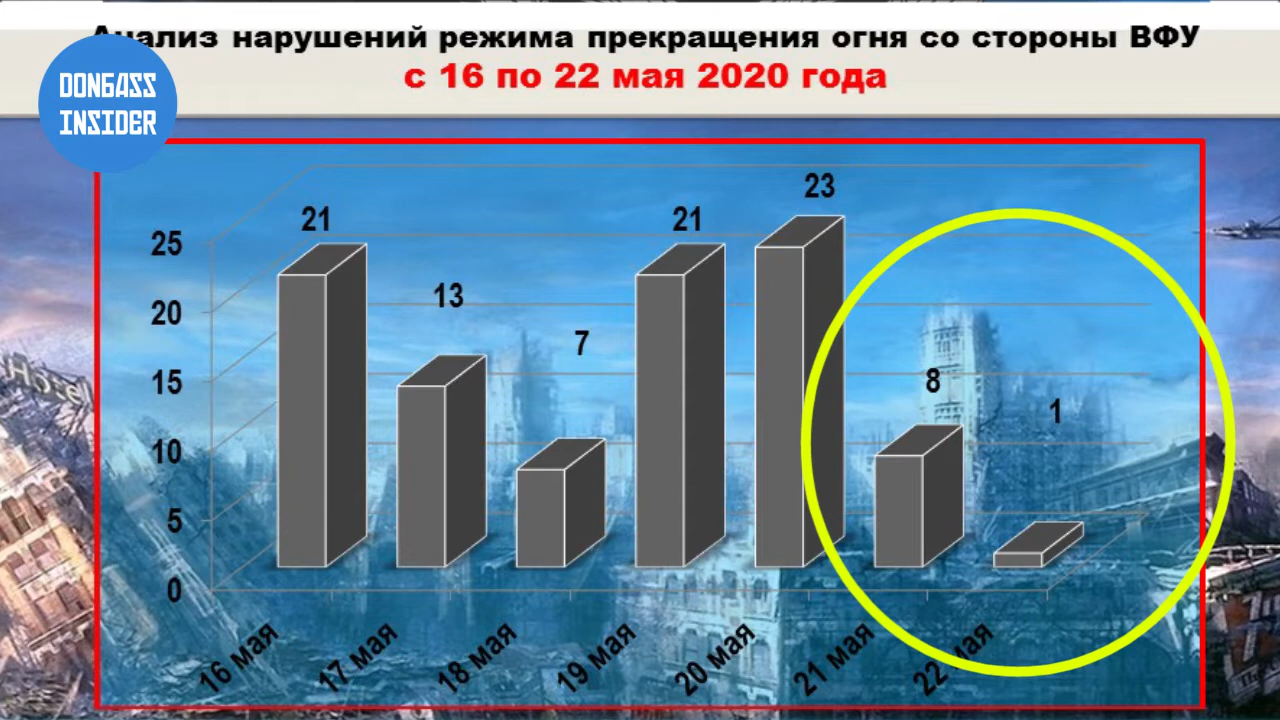 Анализ нарушений режима прекращения огня со стороны ВФУ
с 16 по 22 мая 2020 года
DONБASS
INSIDER
25
20
15
10
5
0
21
13
7
21
23
8
1
16 мая
17 мая
18 мая
19 мая
20 мая
21 мая
22 мая
Hotel